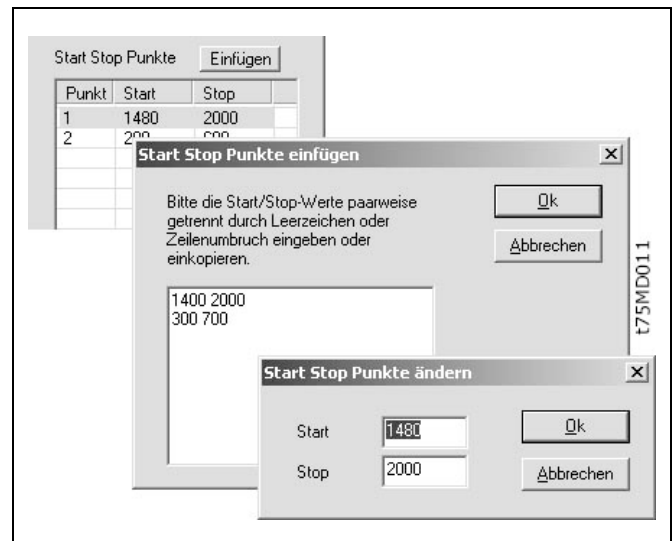 Start Stop Punkte Einfügen
Punkt Start Stop
1 1480 2000
2
Start Stop Punkte einfügen
Bitte die Start/Stop-Werte paarweise
getrennt durch Leerzeichen oder
Zeilenumbruch eingeben oder
einkopieren.
Ok
Abbrechen
1400 2000
300 700
Start Stop Punkte ändern
Start 1480
Stop 2000
Ok
Abbrechen
t75MD011